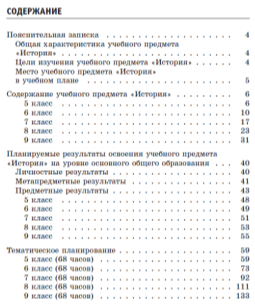 СОДЕРЖАНИЕ
Пояснительная записка . . . . . . . . . . . . . . . . . . . 4
Общая характеристика учебного предмета
«История» . . . . . . . . . . . . . . . . . . . . . . . . 4
Цели изучения учебного предмета «История» . . . . . 4
Место учебного предмета «История»
в учебном плане . . . . . . . . . . . . . . . . . . . . . 5
Содержание учебного предмета «История» . . . . . . . . 6
5 класс . . . . . . . . . . . . . . . . . . . . . . . . . 6
6 класс . . . . . . . . . . . . . . . . . . . . . . . . . 10
7 класс . . . . . . . . . . . . . . . . . . . . . . . . . 17
8 класс . . . . . . . . . . . . . . . . . . . . . . . . . 23
9 класс . . . . . . . . . . . . . . . . . . . . . . . . . 31
Планируемые результаты освоения учебного предмета
«История» на уровне основного общего образования . . . 40
Личностные результаты . . . . . . . . . . . . . . . . . 40
Метапредметные результаты . . . . . . . . . . . . . . . 41
Предметные результаты . . . . . . . . . . . . . . . . . 43
5 класс . . . . . . . . . . . . . . . . . . . . . . . . . 48
6 класс . . . . . . . . . . . . . . . . . . . . . . . . . 49
7 класс . . . . . . . . . . . . . . . . . . . . . . . . . 51
8 класс . . . . . . . . . . . . . . . . . . . . . . . . . 53
9 класс . . . . . . . . . . . . . . . . . . . . . . . . . 55
Тематическое планирование . . . . . . . . . . . . . . . . 59
5 класс (68 часов) . . . . . . . . . . . . . . . . . . . 59
6 класс (68 часов) . . . . . . . . . . . . . . . . . . . 73
7 класс (68 часов) . . . . . . . . . . . . . . . . . . . 92
8 класс (68 часов) . . . . . . . . . . . . . . . . . . . 111
9 класс (68 часов) . . . . . . . . . . . . . . . . . . . 133